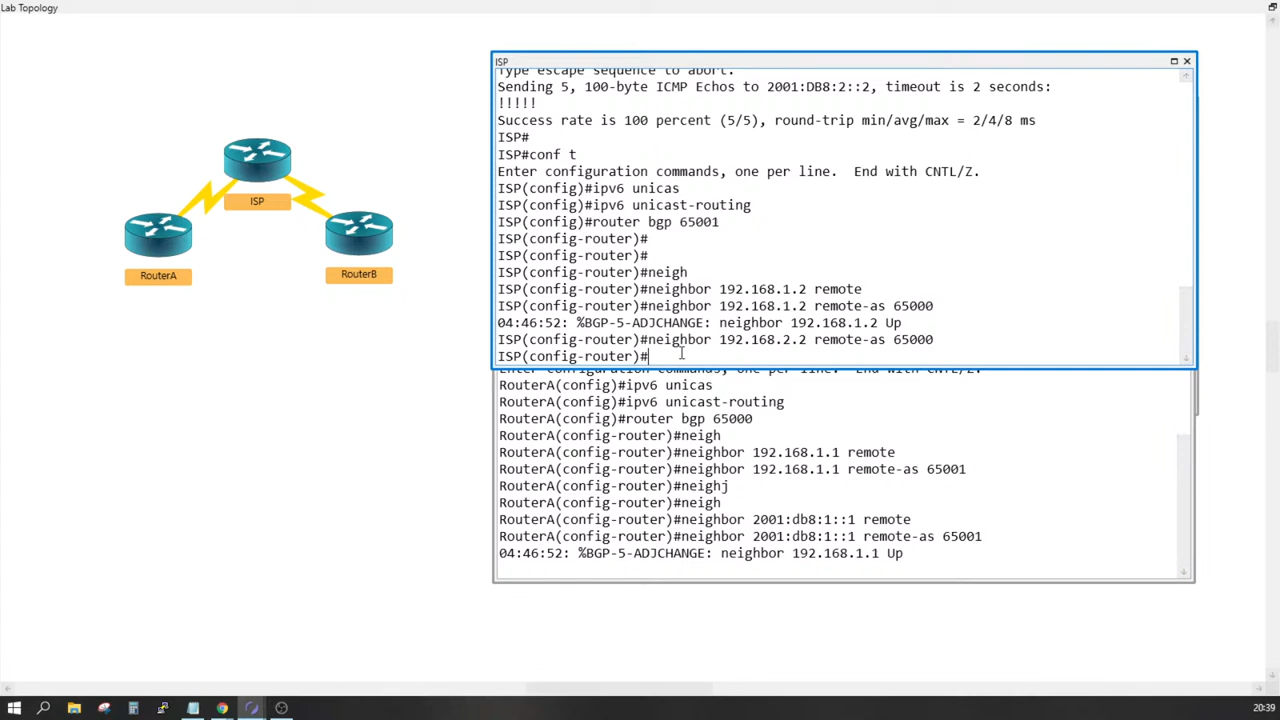 Lab Topology
ISP
Type escape sequence to abort.
Sending 5, 100-byte ICMP Echos to 2001:DB8:2::2, timeout is 2 seconds:
!!!!!
Success rate is 100 percent (5/5), round-trip min/avg/max = 2/4/8 ms
ISP#
ISP#conf t
Enter configuration commands, one per line.  End with CNTL/Z.
ISP(config)#ipv6 unicas
ISP(config)#ipv6 unicast-routing
ISP(config)#router bgp 65001
ISP(config-router)#
ISP(config-router)#
ISP(config-router)#neigh
ISP(config-router)#neighbor 192.168.1.2 remote
ISP(config-router)#neighbor 192.168.1.2 remote-as 65000
04:46:52: %BGP-5-ADJCHANGE: neighbor 192.168.1.2 Up
ISP(config-router)#neighbor 192.168.2.2 remote-as 65000
ISP(config-router)#
Enter configuration commands, one per line.  End with CNTL/Z.
RouterA(config)#ipv6 unicas
RouterA(config)#ipv6 unicast-routing
RouterA(config)#router bgp 65000
RouterA(config-router)#neigh
RouterA(config-router)#neighbor 192.168.1.1 remote
RouterA(config-router)#neighbor 192.168.1.1 remote-as 65001
RouterA(config-router)#neighj
RouterA(config-router)#neigh
RouterA(config-router)#neighbor 2001:db8:1::1 remote
RouterA(config-router)#neighbor 2001:db8:1::1 remote-as 65001
04:46:52: %BGP-5-ADJCHANGE: neighbor 192.168.1.1 Up
ISP
RouterA
RouterB
20:39